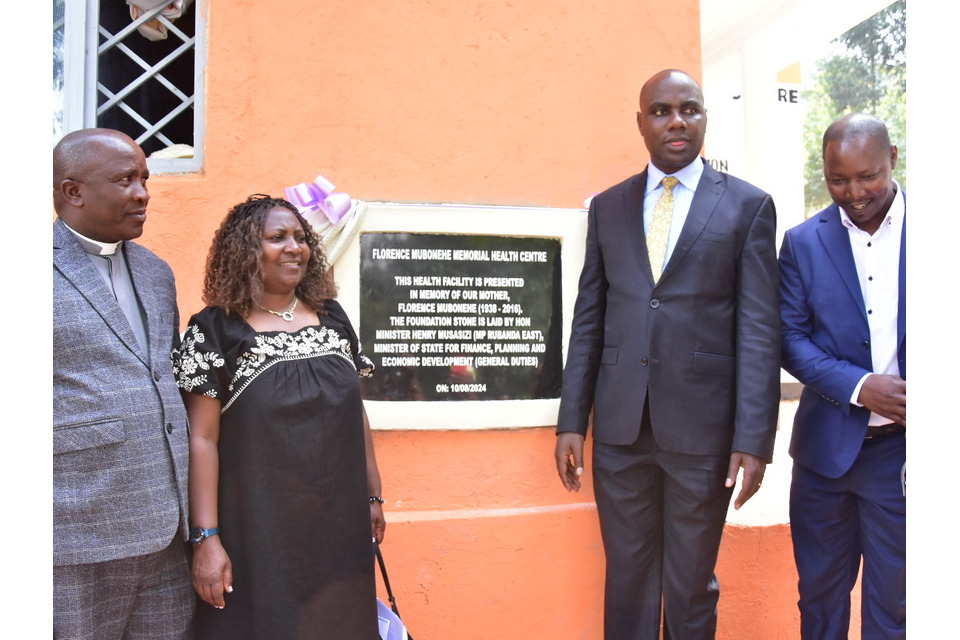 FLORENCE MUBONEHE MEMORIAL HEALTH CENTRE
THIS HEALTH FACILITY IS PRESENTED
IN MEMORY OF OUR MOTHER,
FLORENCE MUBONEHE (1938 - 2016).
THE FOUNDATION STONE IS LAID BY HON
MINISTER HENRY MUSASIZI (MP RUBANDA EAST),
MINISTER OF STATE FOR FINANCE, PLANNING AND
ECONOMIC DEVELOPMENT (GENERAL DUTIES)
ON: 10/08/2024
RE
ON